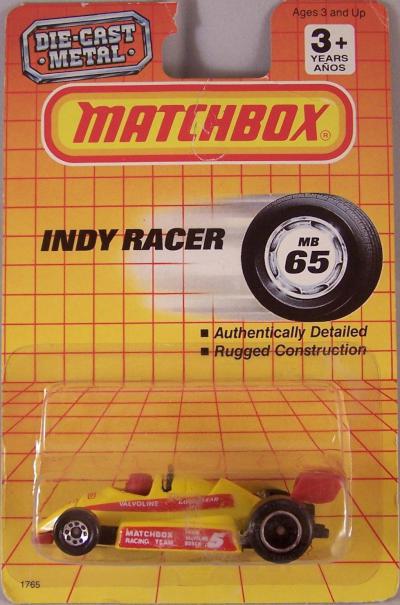 Ages 3 and Up
DIE-CAST
METAL
3+
YEARS
AÑOS
MATCHBOX®
INDY RACER
MB
65
■ Authentically Detailed
■ Rugged Construction
VALVOLINE
GOODYEAR
MATCHBOX
RACING TEAM
5
1765